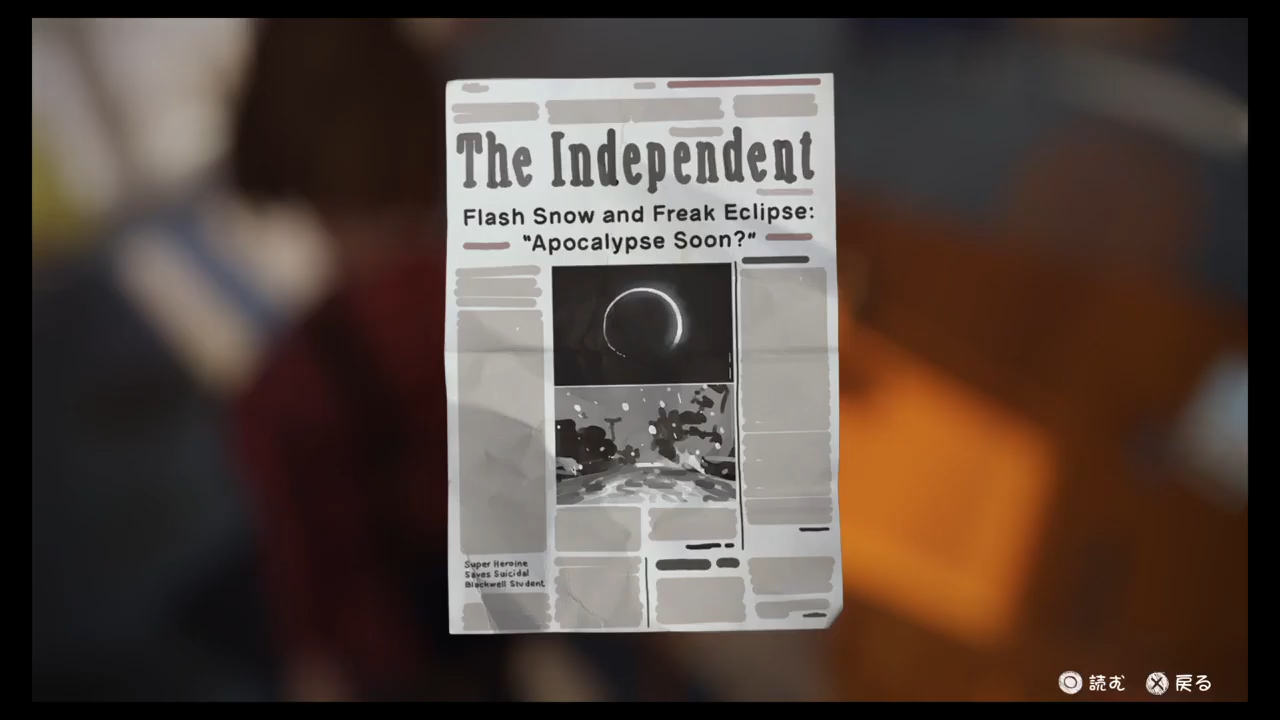 The Independent
Flash Snow and Freak Eclipse:
"Apocalypse Soon?"
Super Heroine
Saves Suicidal
Blackwell Student
読む
戻る